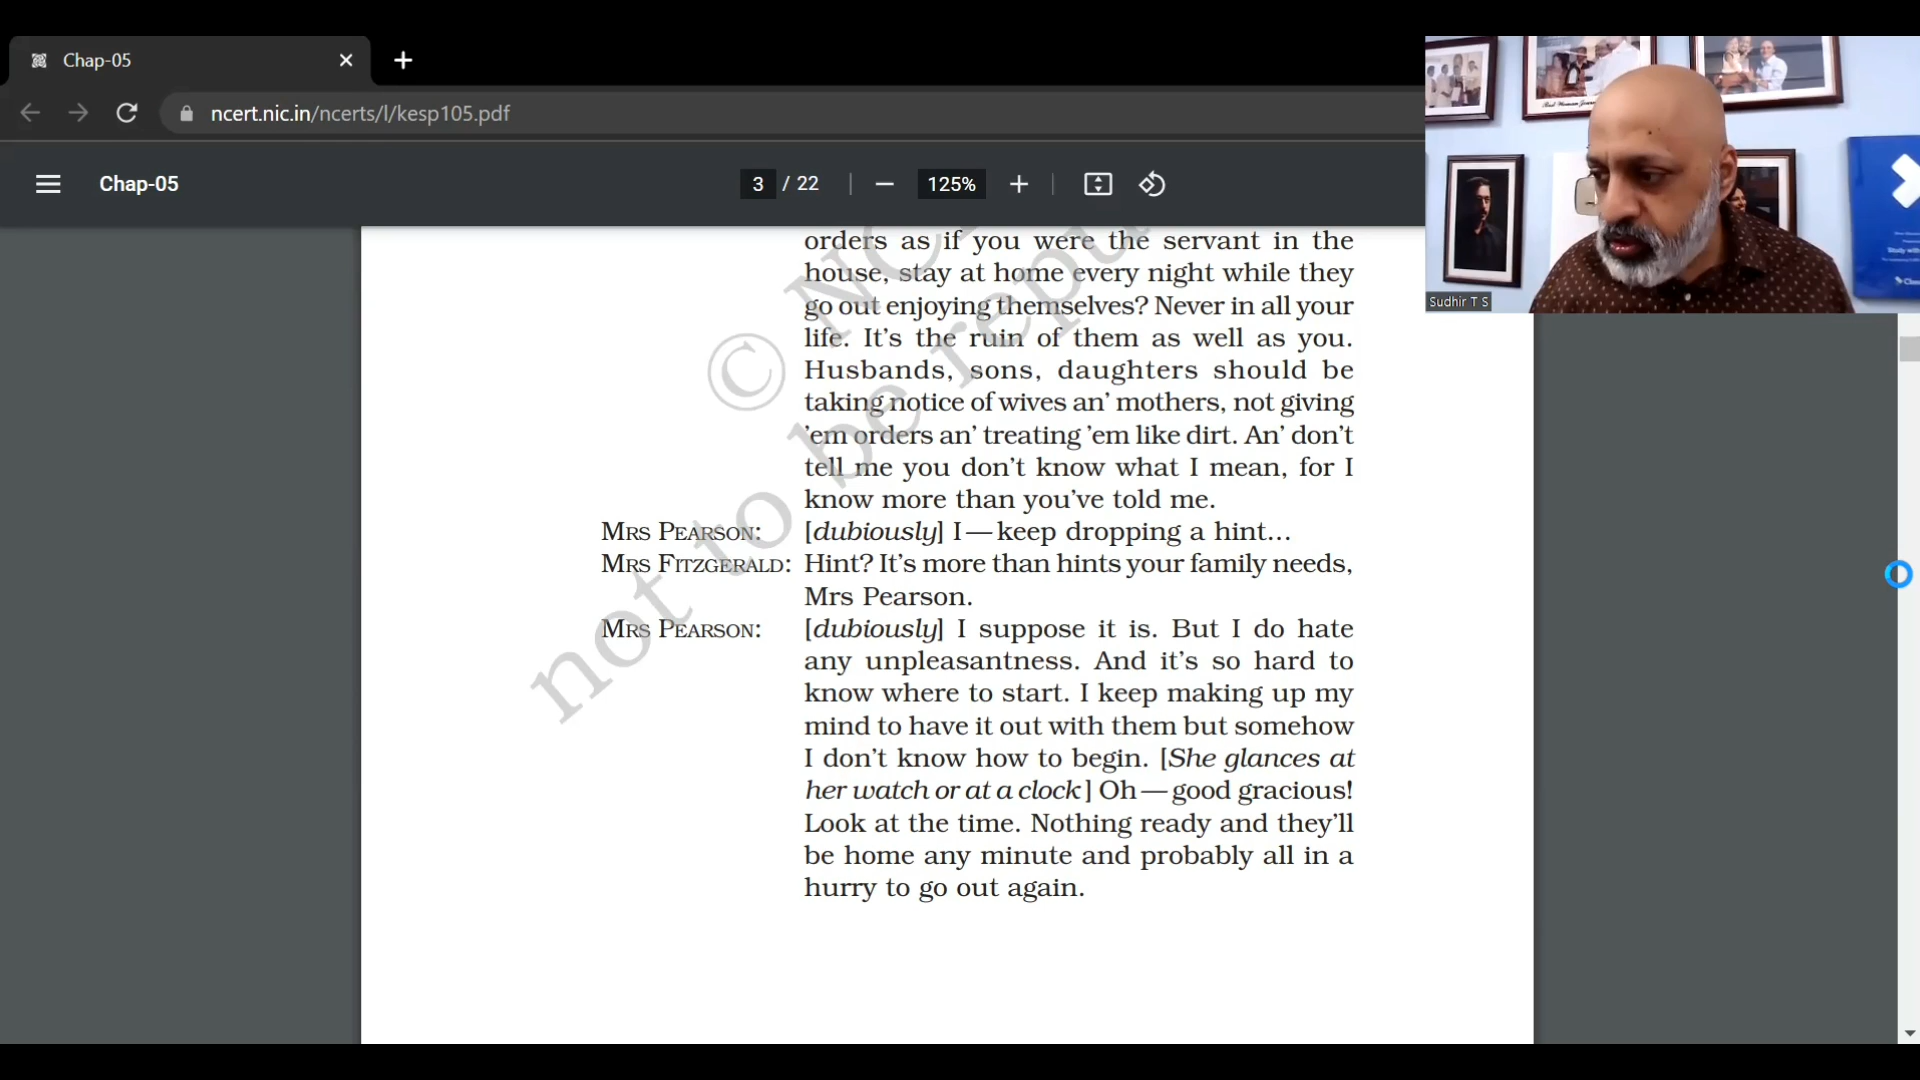 Chap-05
ncert.nic.in/ncerts/l/kesp105.pdf
Chap-05
3 / 22
125%
Sudhir T S
orders as if you were the servant in the
house, stay at home every night while they
go out enjoying themselves? Never in all your
life. It's the ruin of them as well as you.
Husbands, sons, daughters should be
taking notice of wives an' mothers, not giving
'em orders an' treating 'em like dirt. An' don't
tell me you don't know what I mean, for I
know more than you've told me.
MRS PEARSON: [dubiously] I—keep dropping a hint...
MRS FITZGERALD: Hint? It's more than hints your family needs,
Mrs Pearson.
MRS PEARSON: [dubiously] I suppose it is. But I do hate
any unpleasantness. And it's so hard to
know where to start. I keep making up my
mind to have it out with them but somehow
I don't know how to begin. [She glances at
her watch or at a clock] Oh—good gracious!
Look at the time. Nothing ready and they'll
be home any minute and probably all in a
hurry to go out again.
© NC
not to be repu